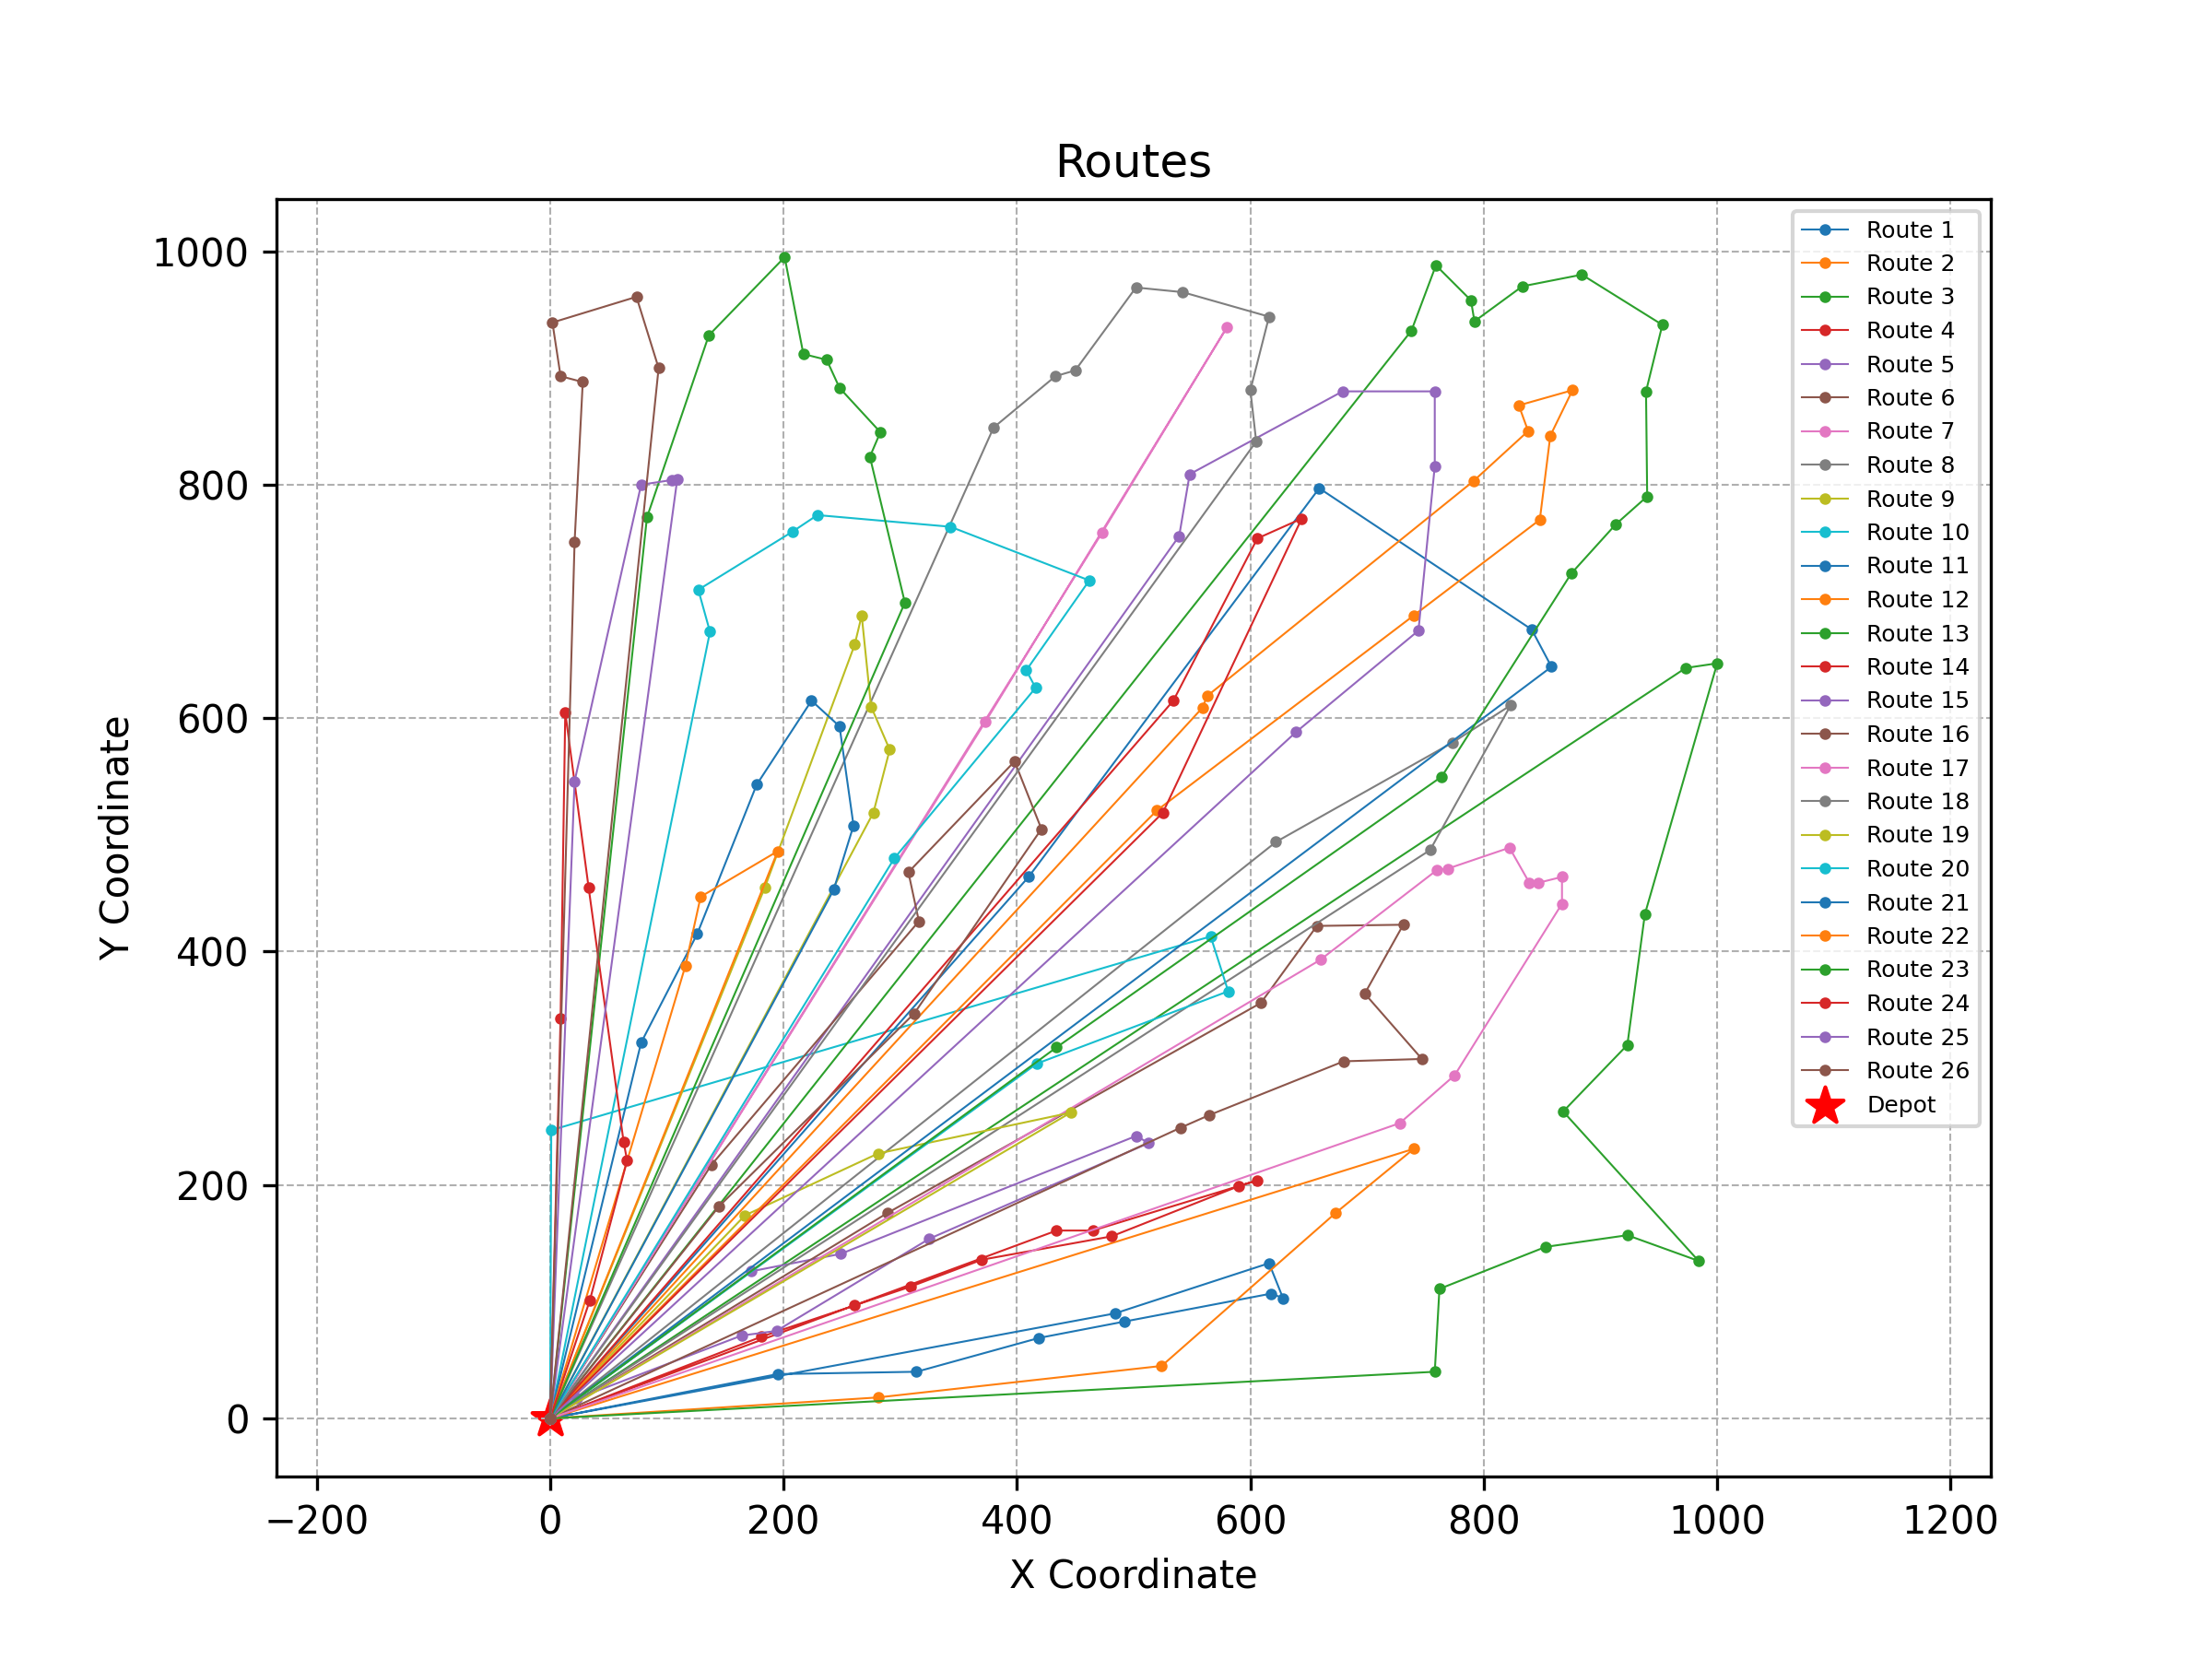 Routes
1000
800
600
400
200
0
Y Coordinate
−200
0
200
400
600
800
1000
1200
X Coordinate
Route 1
Route 2
Route 3
Route 4
Route 5
Route 6
Route 7
Route 8
Route 9
Route 10
Route 11
Route 12
Route 13
Route 14
Route 15
Route 16
Route 17
Route 18
Route 19
Route 20
Route 21
Route 22
Route 23
Route 24
Route 25
Route 26
Depot